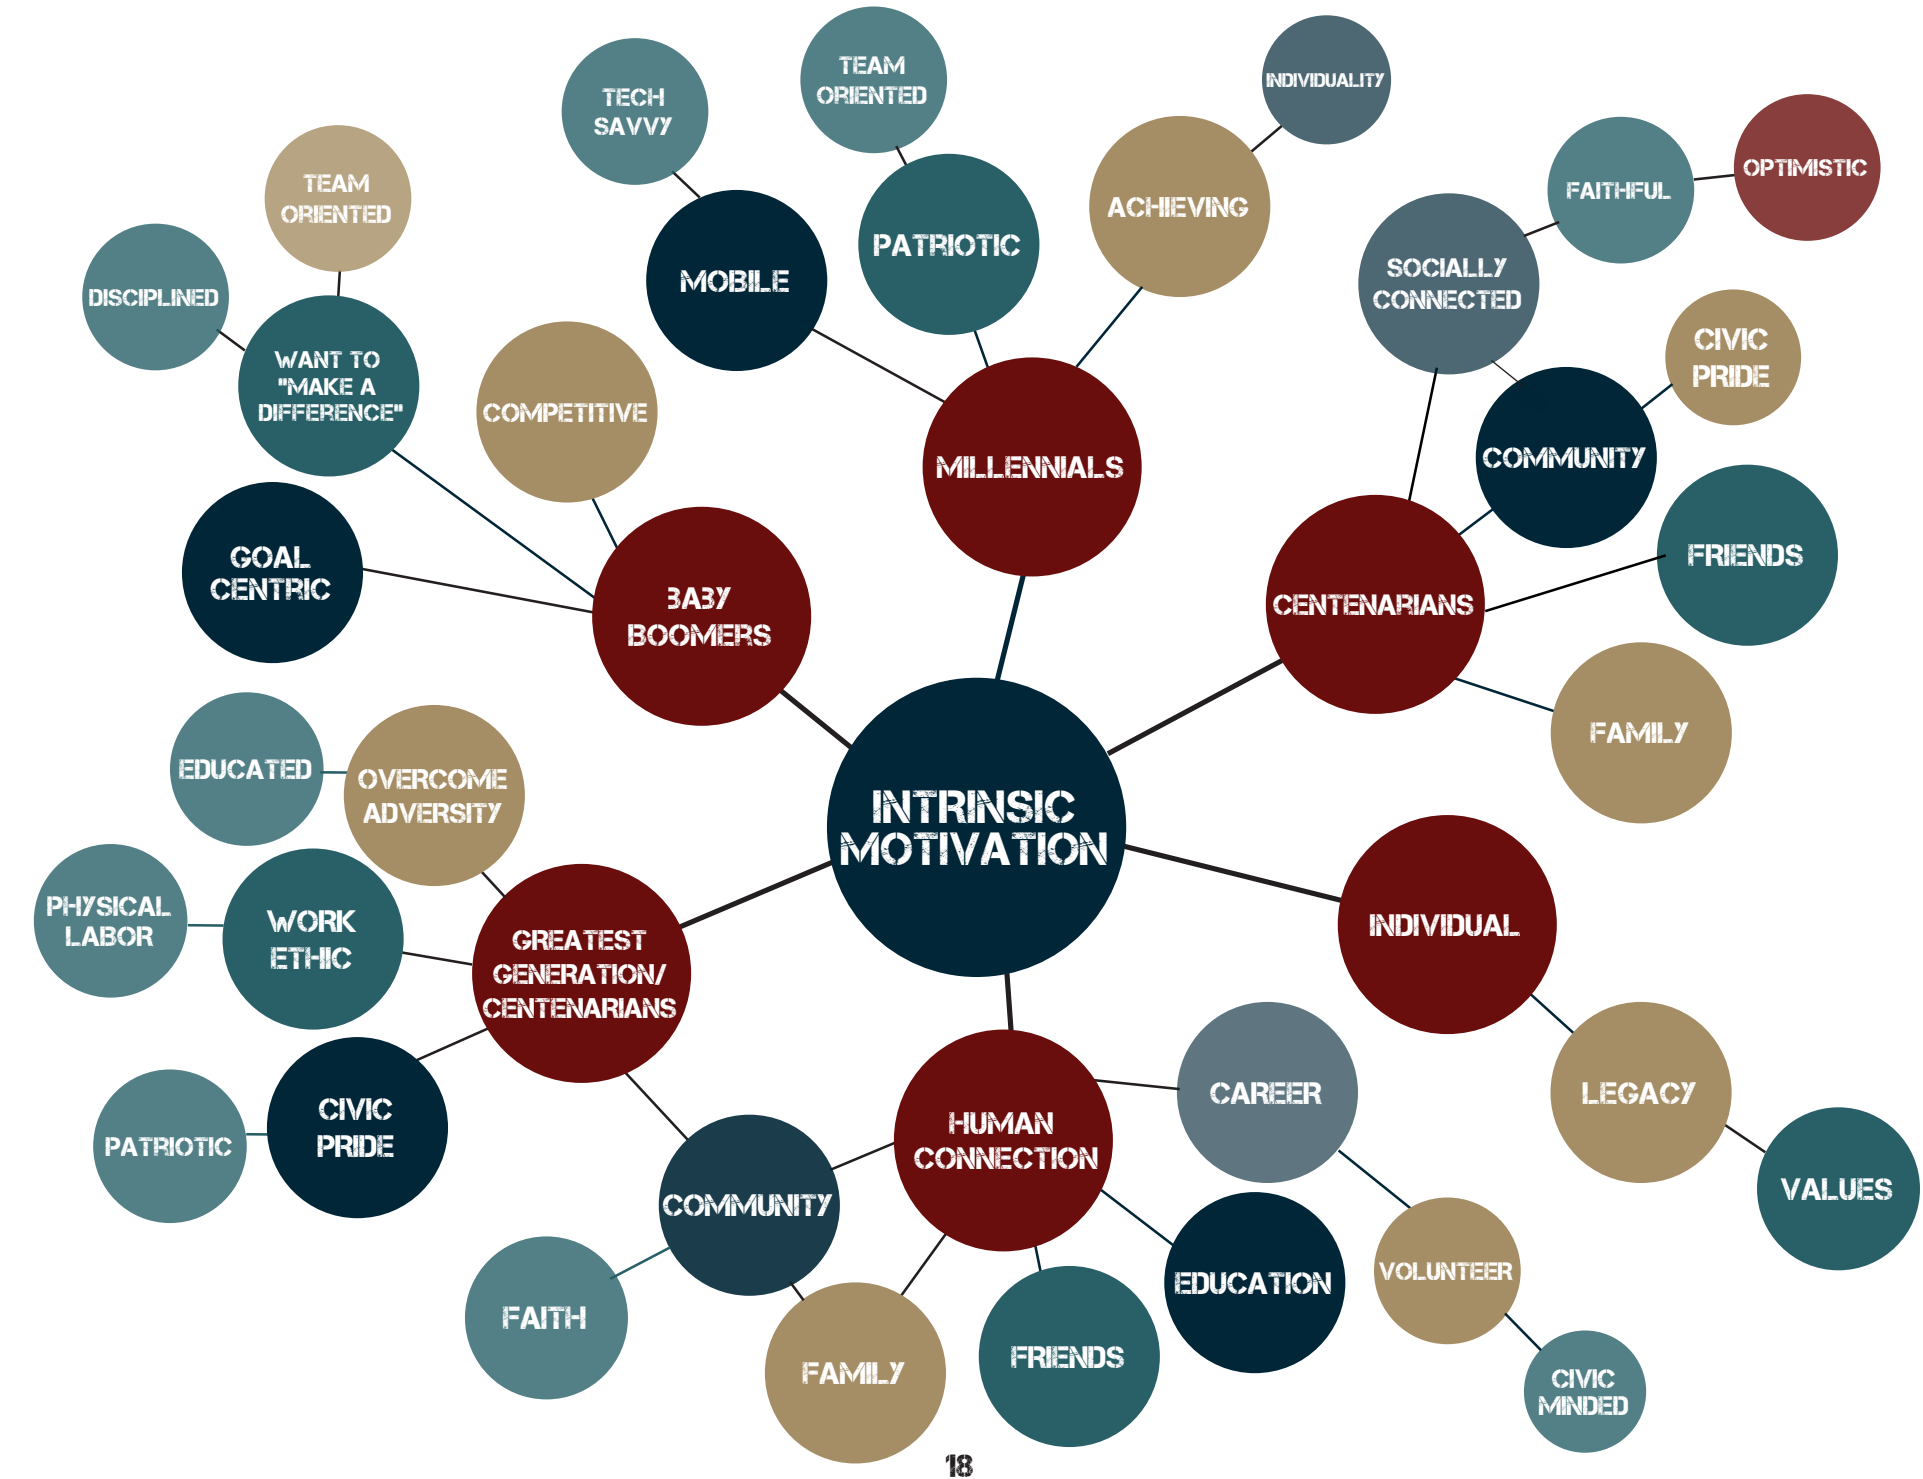 INDIVIDUALITY
TEAM
ORIENTED
TECH
SAVVY
OPTIMISTIC
FAITHFUL
TEAM
ORIENTED
ACHIEVING
PATRIOTIC
MOBILE
SOCIALLY
CONNECTED
DISCIPLINED
WANT TO
"MAKE A
DIFFERENCE"
CIVIC
PRIDE
COMPETITIVE
MILLENNIALS
COMMUNITY
FRIENDS
GOAL
CENTRIC
BABY
BOOMERS
CENTENARIANS
FAMILY
EDUCATED
OVERCOME
ADVERSITY
INTRINSIC
MOTIVATION
PHYSICAL
LABOR
WORK
ETHIC
GREATEST
GENERATION/
CENTENARIANS
INDIVIDUAL
CAREER
LEGACY
CIVIC
PRIDE
PATRIOTIC
HUMAN
CONNECTION
VALUES
COMMUNITY
EDUCATION
VOLUNTEER
FAITH
FAMILY
FRIENDS
CIVIC
MINDED
18